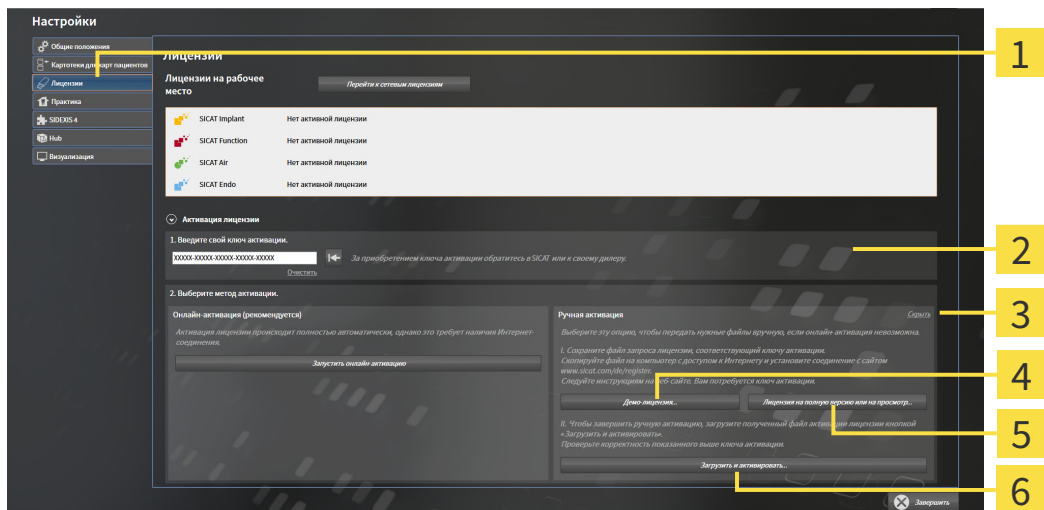 Настройки
Общие положения
Картотеки для карт пациентов
Лицензии
Практика
SIDEXIS 4
Hub
Визуализация
Лицензии
Лицензии на рабочее
место
Перейти к сетевым лицензиям
SICAT Implant Нет активной лицензии
SICAT Function Нет активной лицензии
SICAT Air Нет активной лицензии
SICAT Endo Нет активной лицензии
Активация лицензии
1. Введите свой ключ активации.
XXXXX-XXXXX-XXXXX-XXXXX-XXXXX
За приобретением ключа активации обратитесь в SICAT или к своему дилеру.
Очистить
2. Выберите метод активации.
Онлайн-активация (рекомендуется)
Активация лицензии происходит полностью автоматически, однако это требует наличия Интернет-
соединения.
Запустить онлайн активацию
Ручная активация
Скрыть
Выберите эту опцию, чтобы передать нужные файлы вручную, если онлайн-активация невозможна.
I. Сохраните файл запроса лицензии, соответствующий ключу активации.
Скопируйте файл на компьютер с доступом к Интернету и установите соединение с сайтом
www.sicat.com/de/register.
Следуйте инструкциям на веб-сайте. Вам потребуется ключ активации.
Демо-лицензия...
Лицензия на полную версию или на просмотр...
II. Чтобы завершить ручную активацию, загрузите полученный файл активации лицензии кнопкой
«Загрузить и активировать».
Проверьте корректность показанного выше ключа активации.
Загрузить и активировать...
Завершить
1
2
3
4
5
6